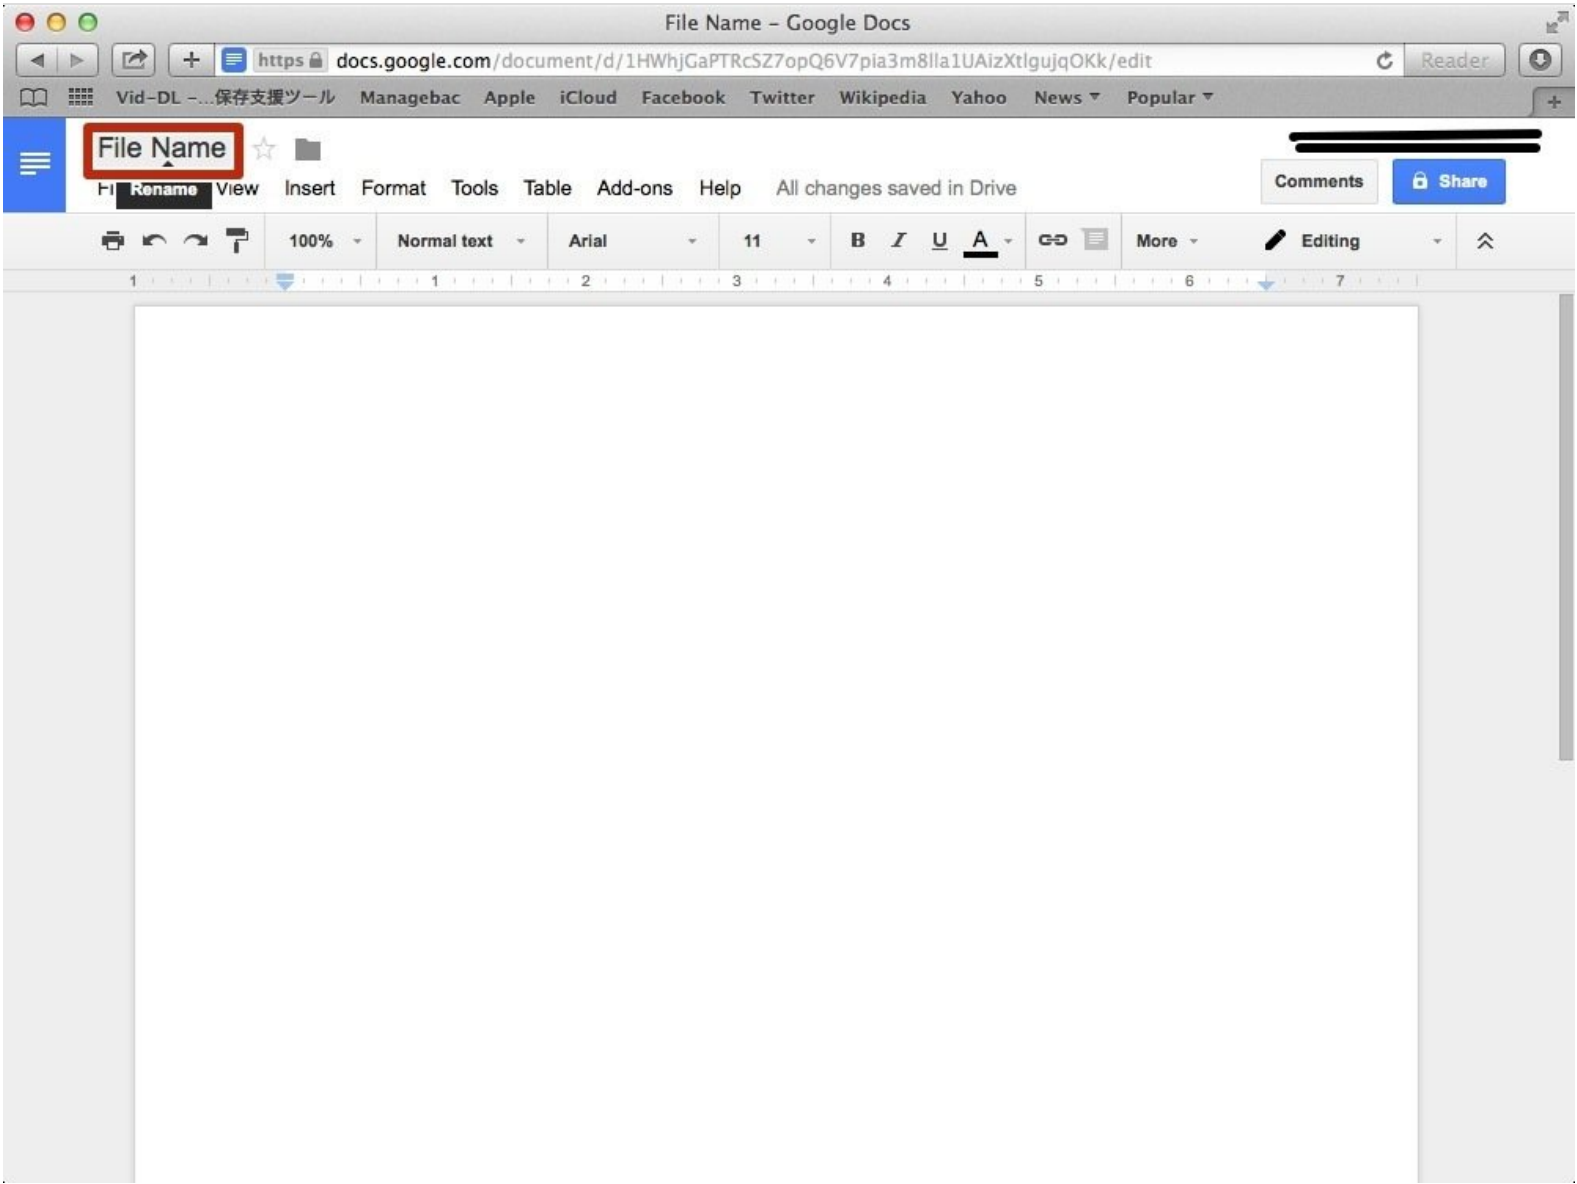 File Name – Google Docs
https docs.google.com/document/d/1HWhjGaPTRcSZ7opQ6V7pia3m8lla1UAizXtlgujqOKk/edit Reader
Vid-DL -...保存支援ツール Managebac Apple iCloud Facebook Twitter Wikipedia Yahoo News Popular
File Name
Rename View Insert Format Tools Table Add-ons Help All changes saved in Drive Comments Share
100% Normal text Arial 11 B I U A More Editing
1 1 2 3 4 5 6 7